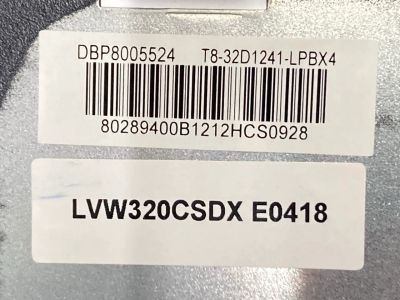 DBP8005524 T8-32D1241-LPBX4
80289400B1212HCS0928
LVW320CSDX E0418